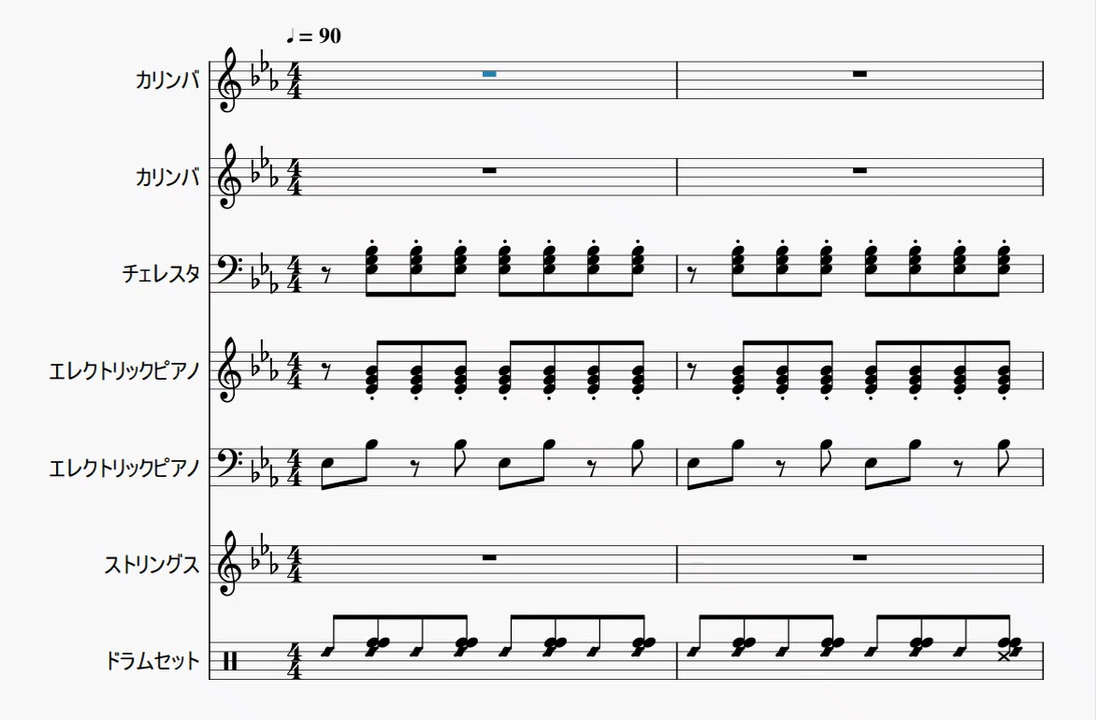 ♩ = 90
カリンバ
カリンバ
チェレスタ
エレクトリックピアノ
エレクトリックピアノ
ストリングス
ドラムセット